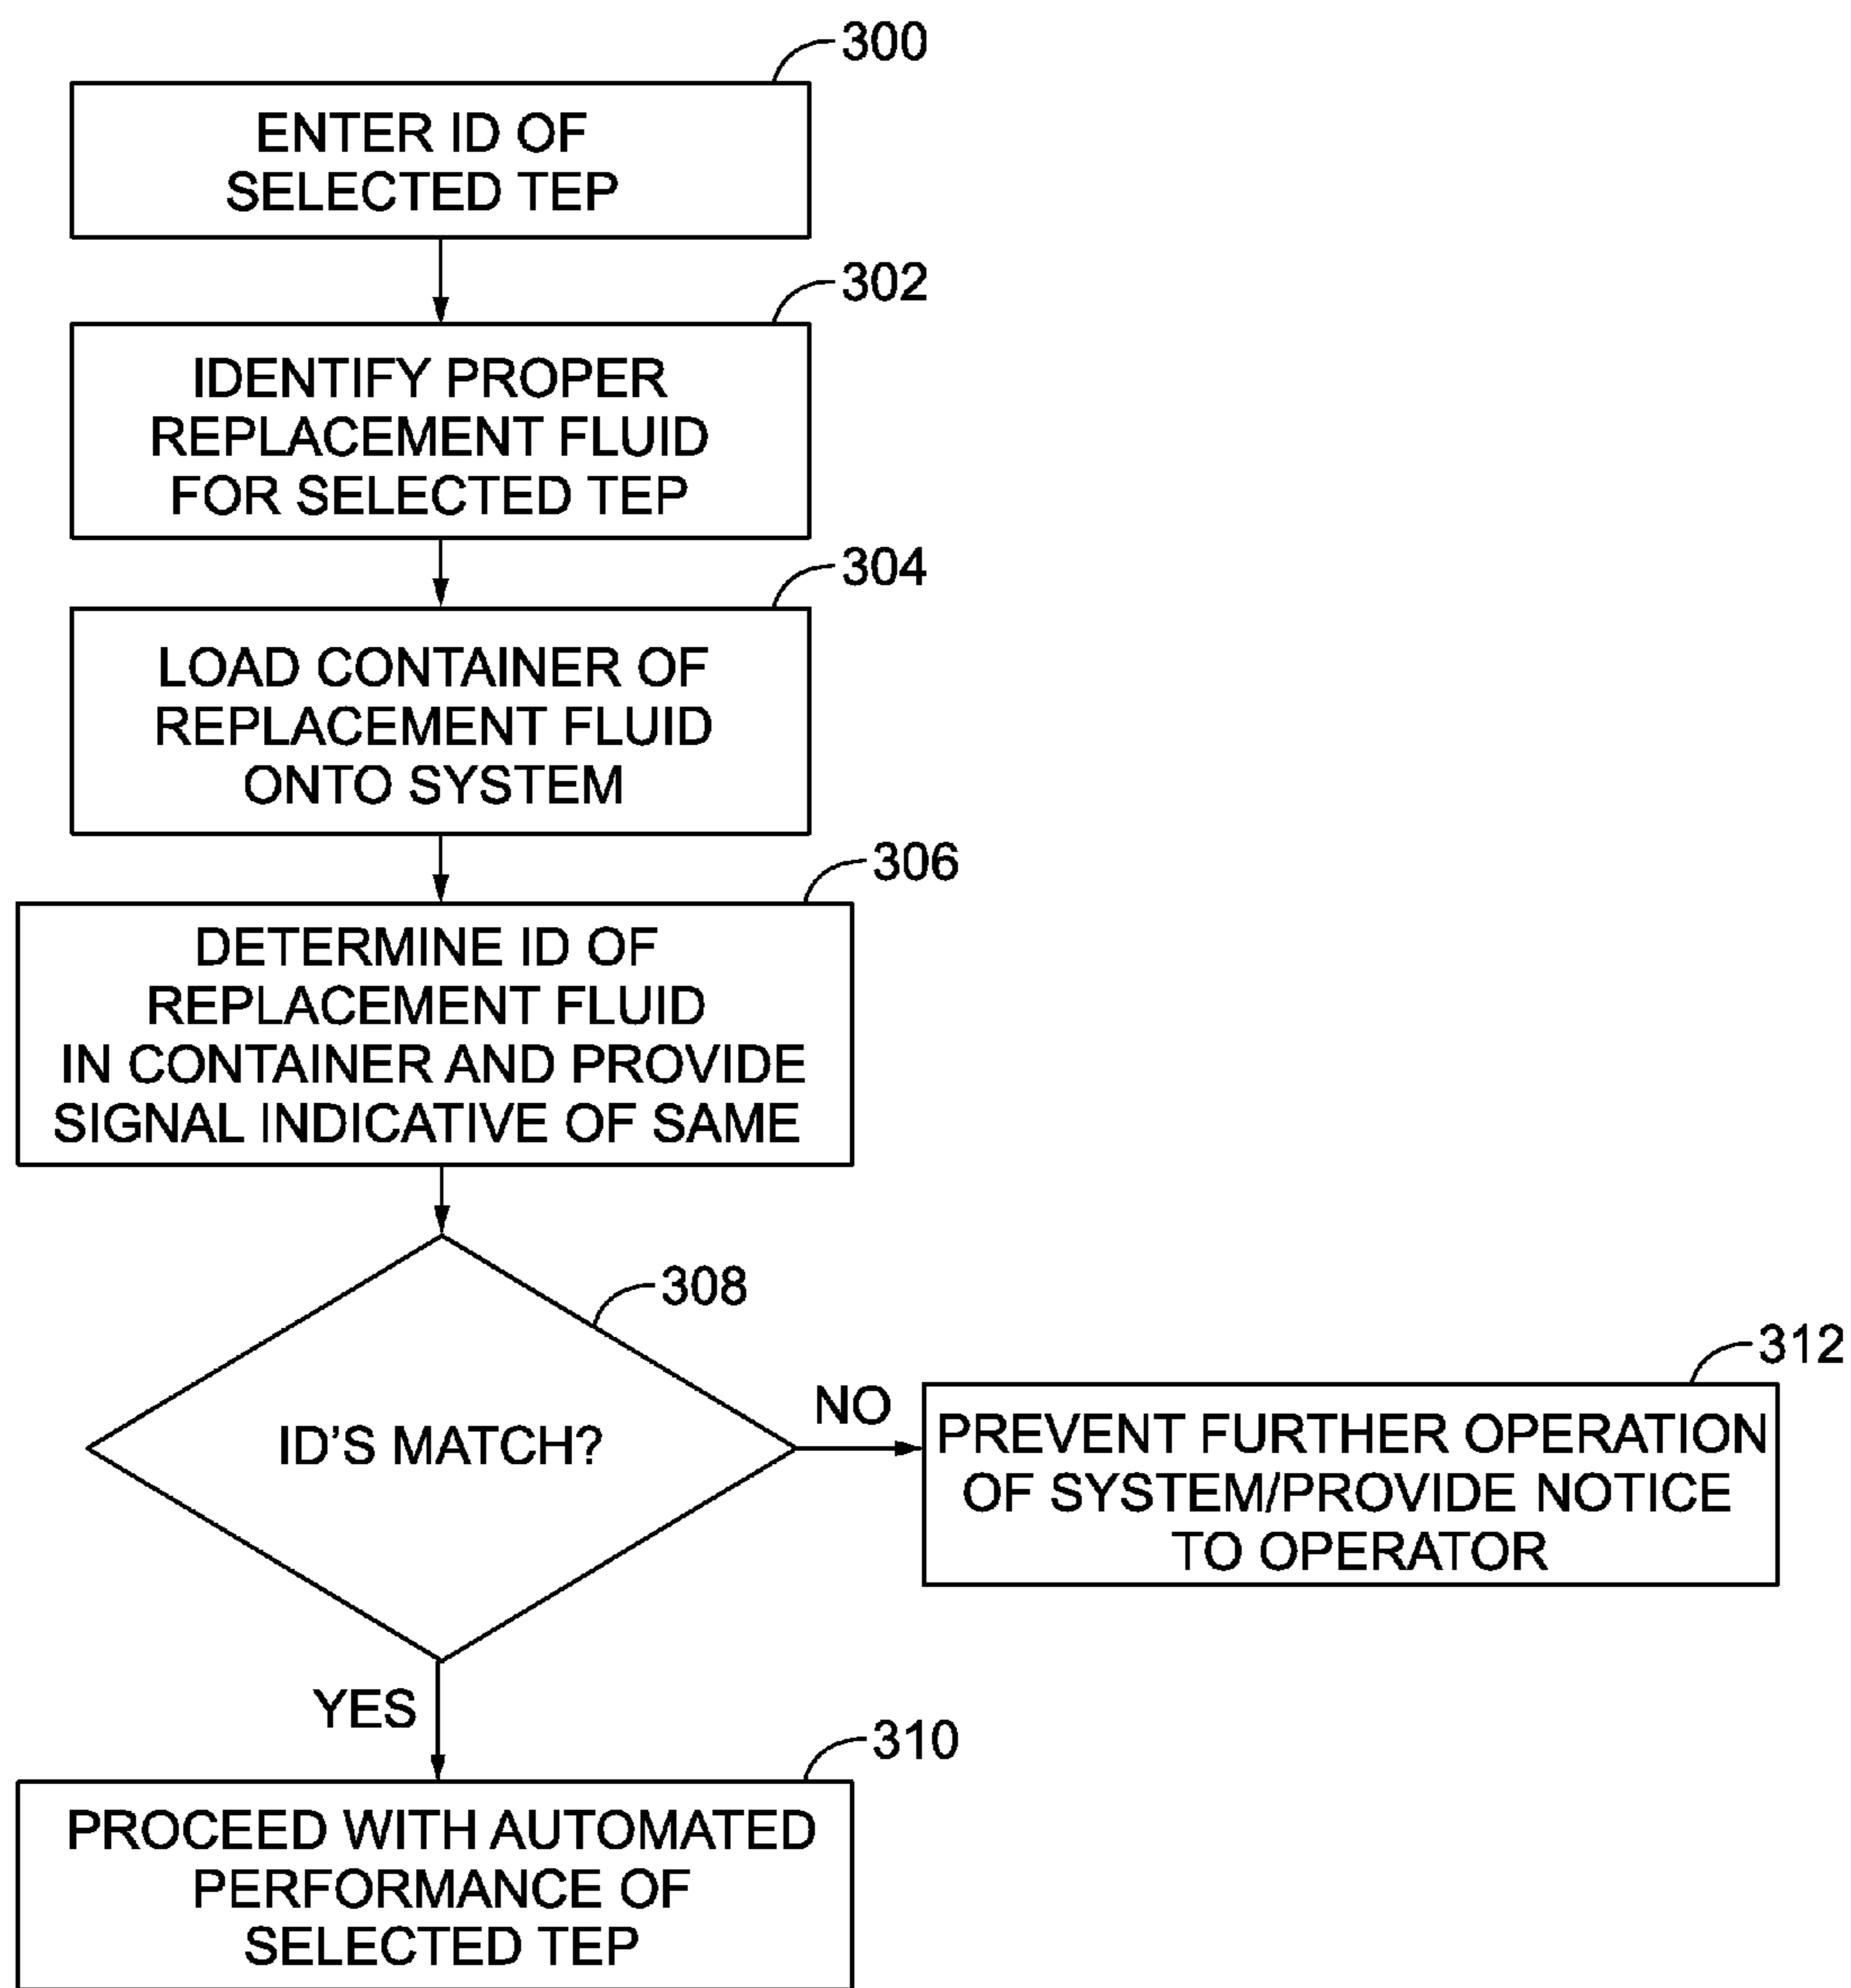 300
ENTER ID OF
SELECTED TEP
302
IDENTIFY PROPER
REPLACEMENT FLUID
FOR SELECTED TEP
304
LOAD CONTAINER OF
REPLACEMENT FLUID
ONTO SYSTEM
306
DETERMINE ID OF
REPLACEMENT FLUID
IN CONTAINER AND PROVIDE
SIGNAL INDICATIVE OF SAME
308
ID'S MATCH?
NO
312
PREVENT FURTHER OPERATION
OF SYSTEM/PROVIDE NOTICE
TO OPERATOR
YES
310
PROCEED WITH AUTOMATED
PERFORMANCE OF
SELECTED TEP